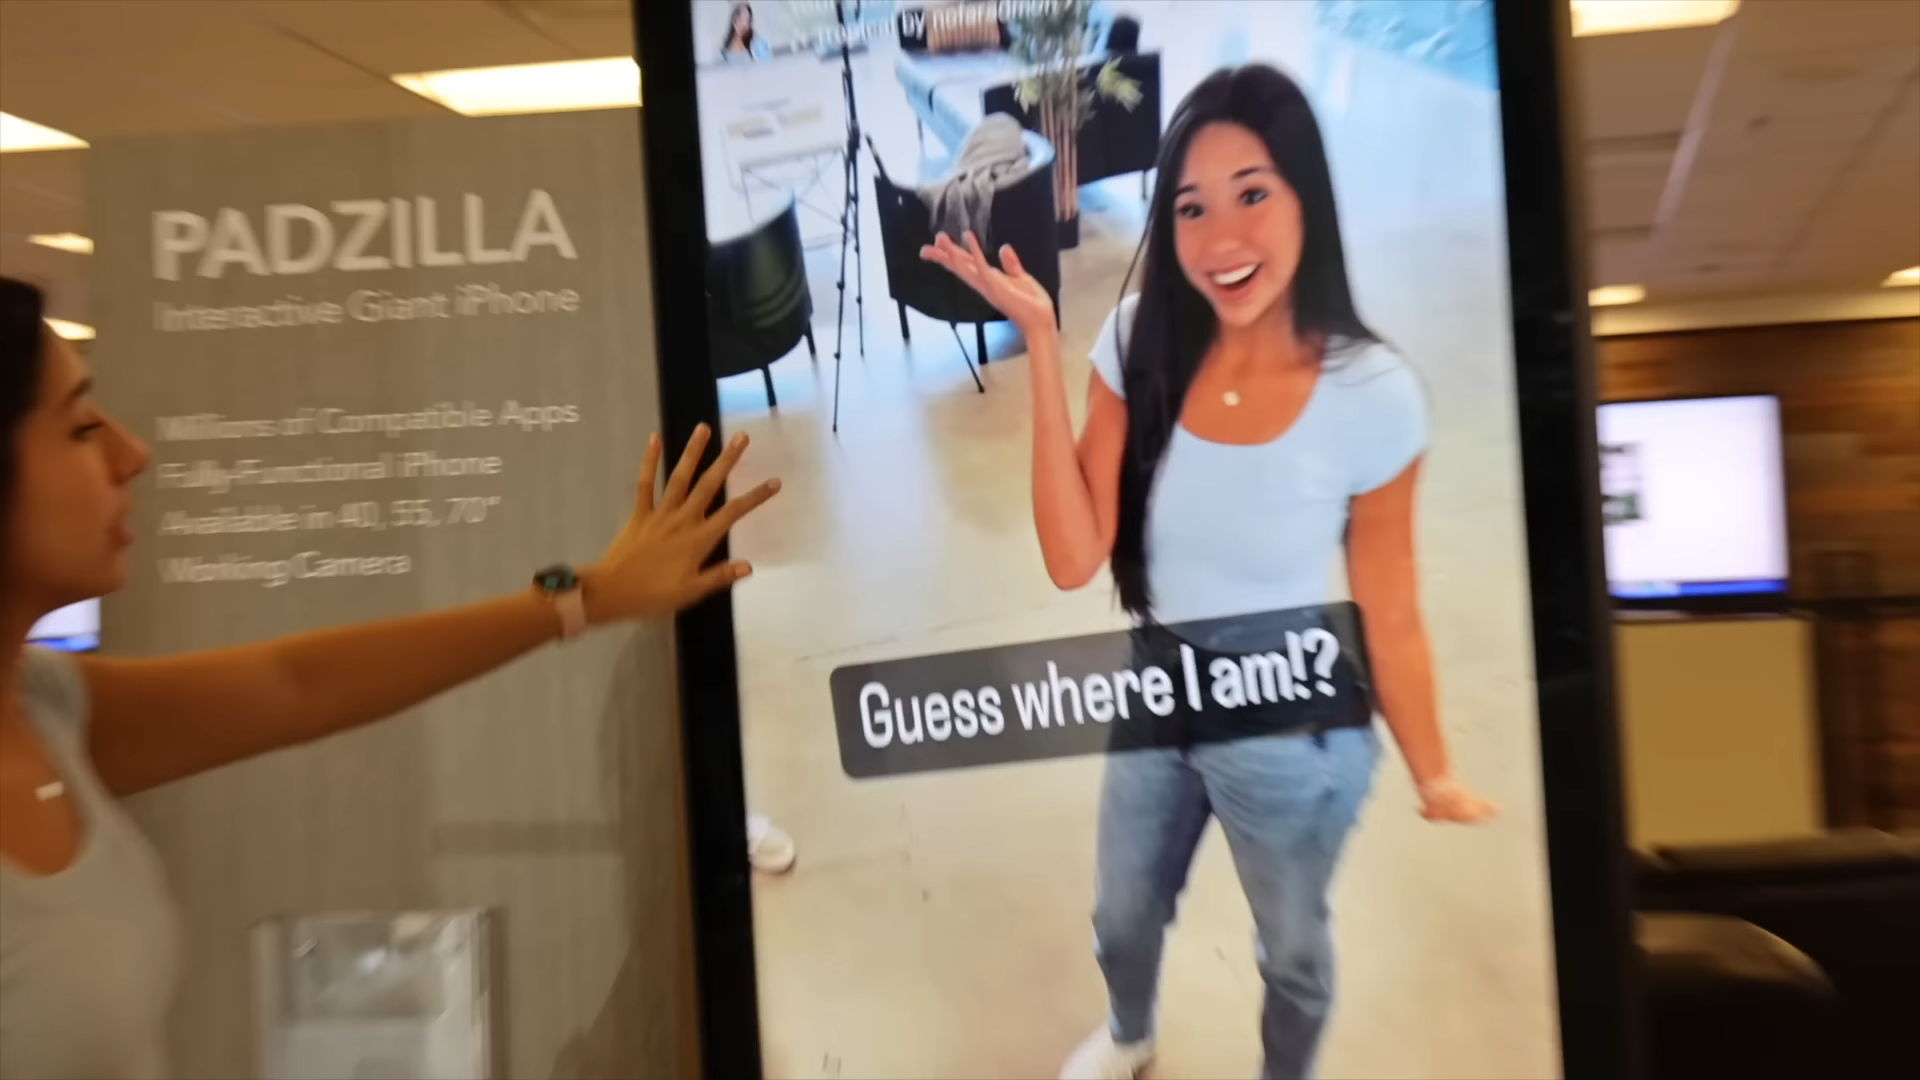 PADZILLA
Interactive Giant iPhone
Millions of Compatible Apps
Fully-Functional iPhone
Available in 40, 55, 70"
Working Camera
by
Guess where I am!?